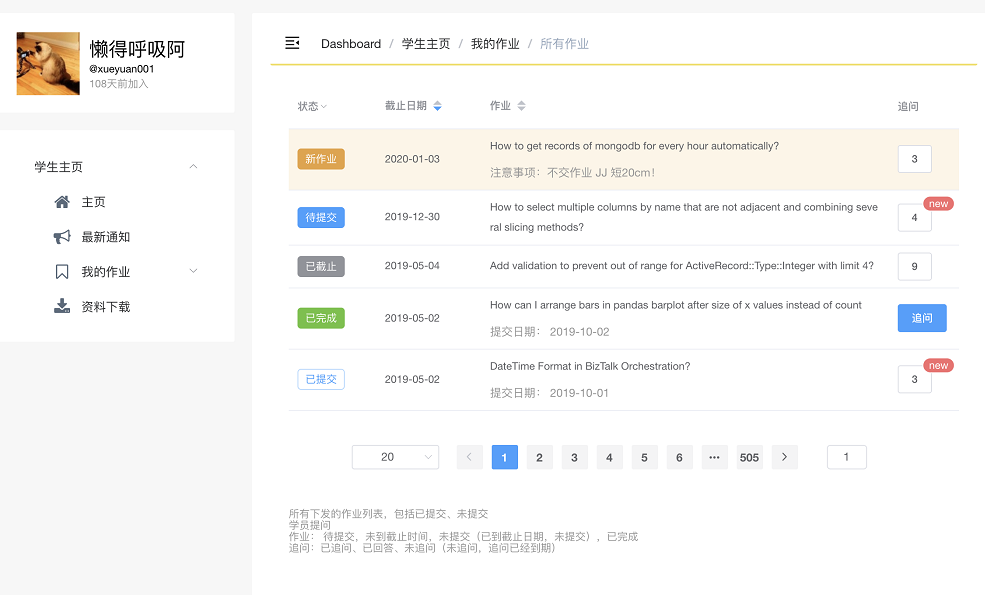 懒得呼吸阿
@xueyuan001
108天前加入
学生主页
主页
最新通知
我的作业
资料下载
Dashboard / 学生主页 / 我的作业 / 所有作业
状态 截止日期 作业 追问
新作业 2020-01-03 How to get records of mongodb for every hour automatically? 3
注意事项：不交作业 JJ 短20cm！
待提交 2019-12-30 How to select multiple columns by name that are not adjacent and combining seve 4 new
ral slicing methods?
已截止 2019-05-04 Add validation to prevent out of range for ActiveRecord::Type::Integer with limit 4? 9
已完成 2019-05-02 How can I arrange bars in pandas barplot after size of x values instead of count 追问
提交日期： 2019-10-02
已提交 2019-05-02 DateTime Format in BizTalk Orchestration? 3 new
提交日期： 2019-10-01
20 1 2 3 4 5 6 ••• 505 1
所有下发的作业列表，包括已提交、未提交
学员提问
作业： 待提交，未到截止时间，未提交（已到截止日期，未提交），已完成
追问：已追问、已回答、未追问（未追问，追问已经到期）